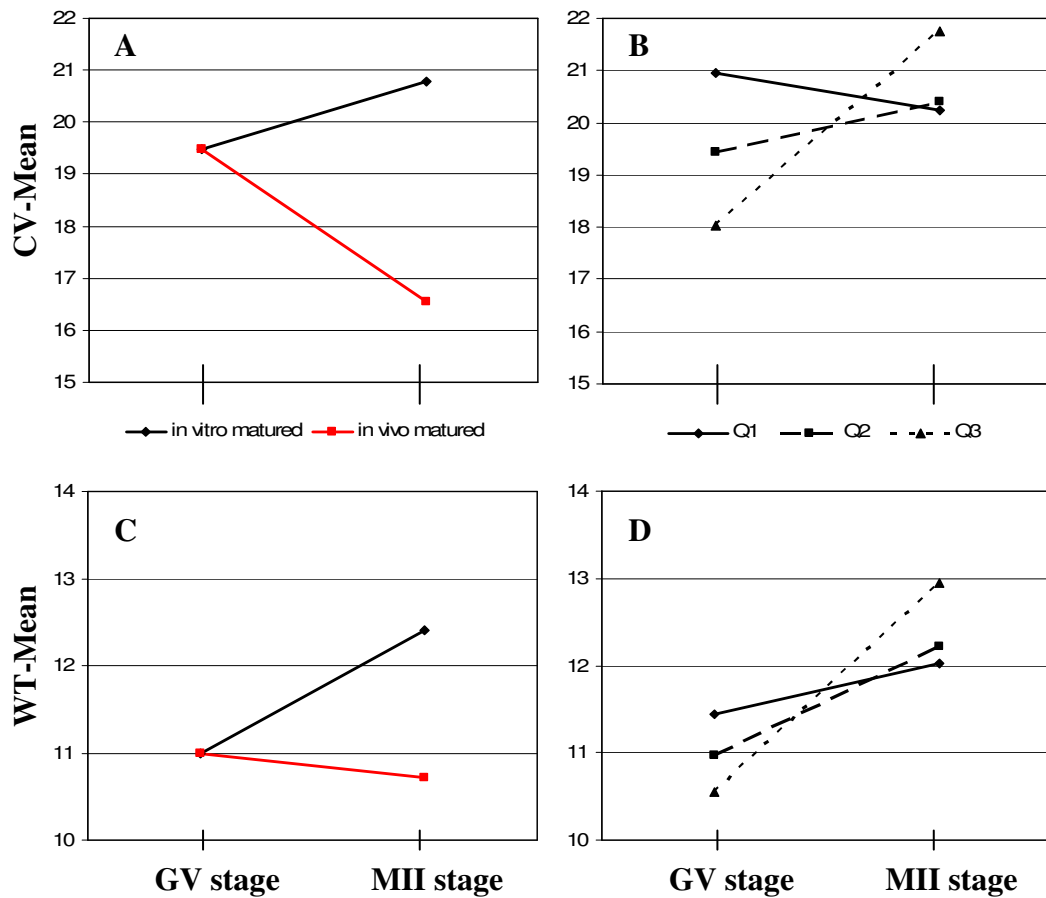 A
B
CV-Mean
22
21
20
19
18
17
16
15
22
21
20
19
18
17
16
15
in vitro matured in vivo matured
Q1 Q2 Q3
C
D
WT-Mean
14
13
12
11
10
14
13
12
11
10
GV stage MII stage
GV stage MII stage